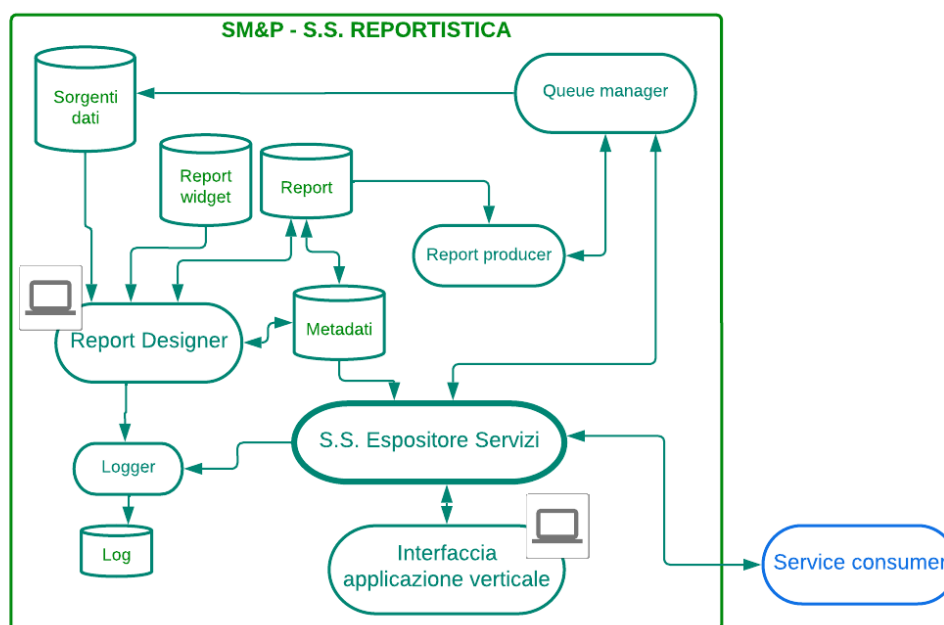 SM&P - S.S. REPORTISTICA
Sorgenti
dati
Queue manager
Report
widget
Report
Report producer
Metadati
Report Designer
S.S. Espositore Servizi
Logger
Log
Interfaccia
applicazione verticale
Service consumer